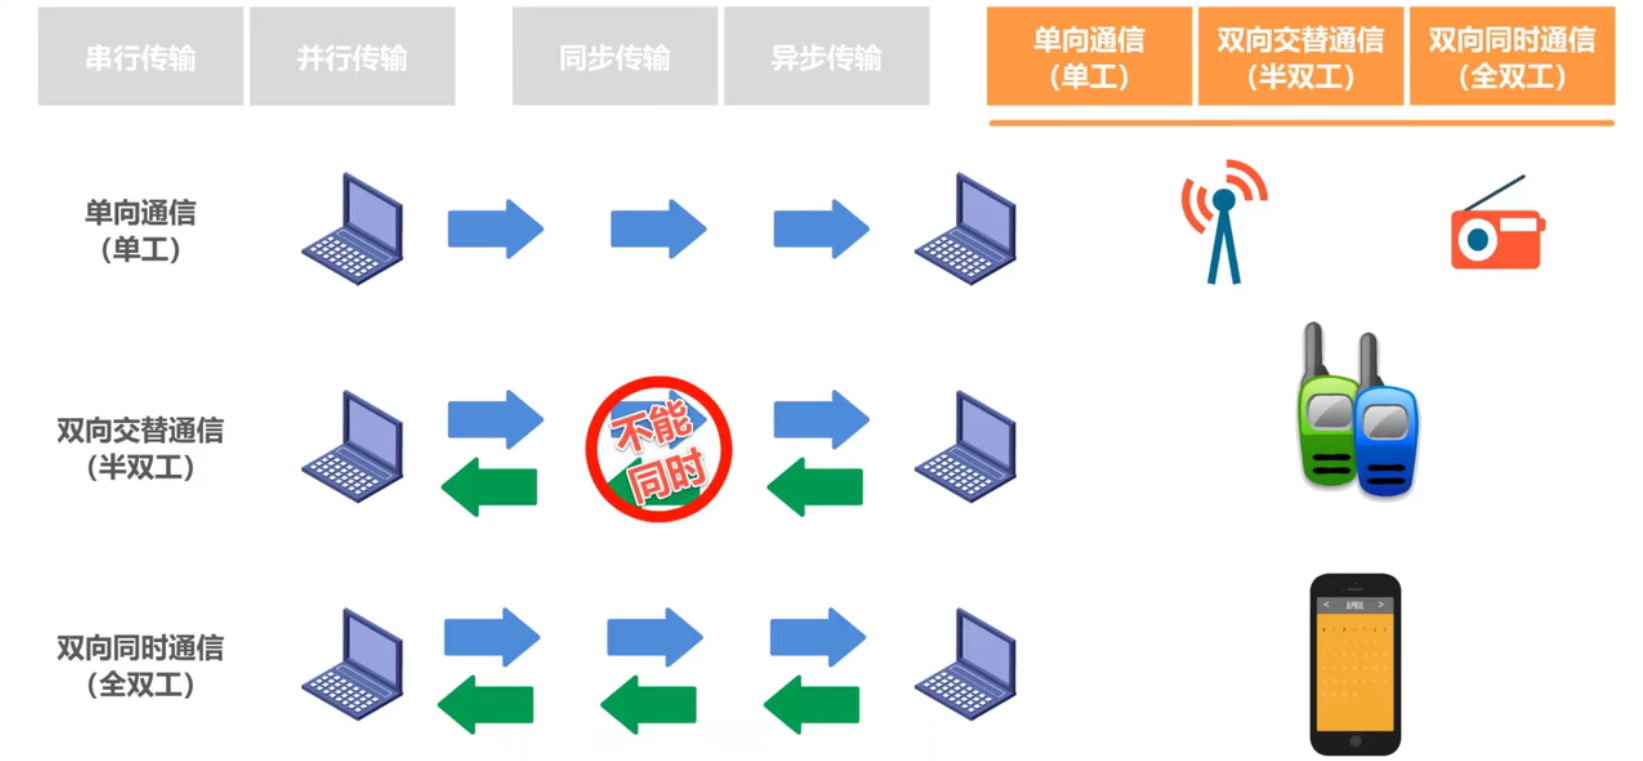 串行传输
并行传输
同步传输
异步传输
单向通信
（单工）
双向交替通信
（半双工）
双向同时通信
（全双工）
单向通信
（单工）
双向交替通信
（半双工）
不能
同时
双向同时通信
（全双工）
< APRIL >